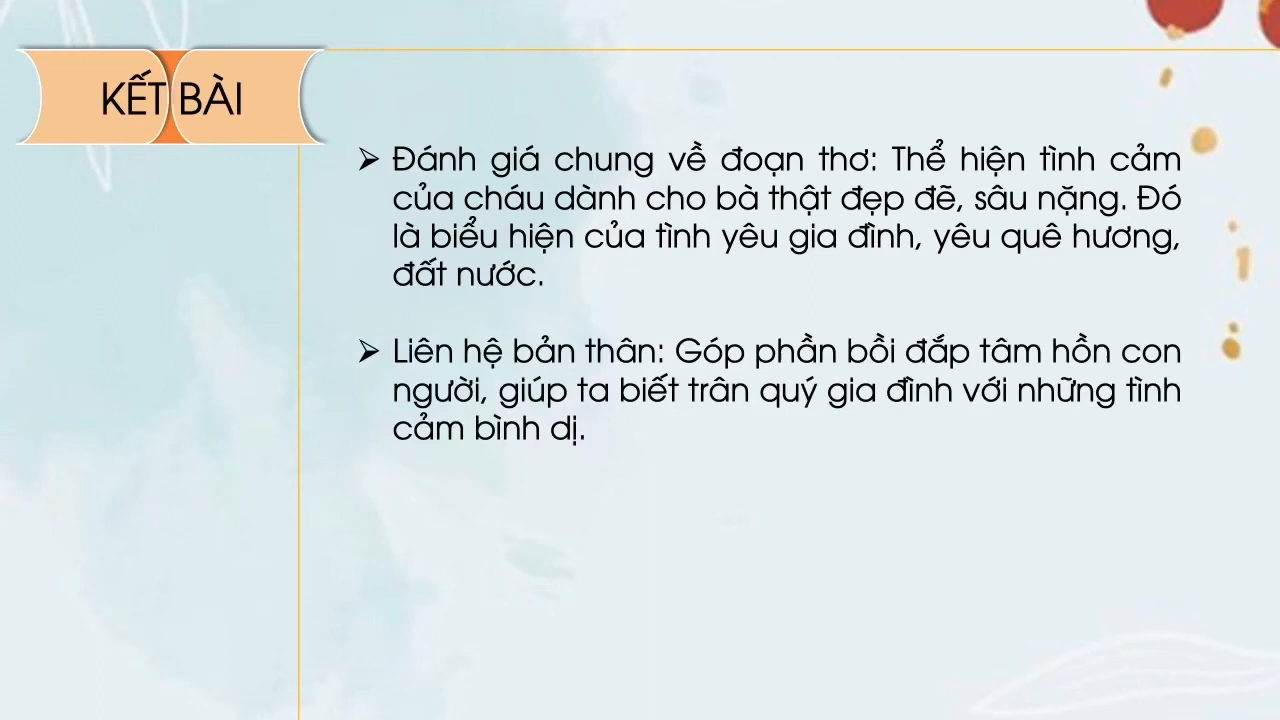 KẾT BÀI
➢ Đánh giá chung về đoạn thơ: Thể hiện tình cảm
của cháu dành cho bà thật đẹp đẽ, sâu nặng. Đó
là biểu hiện của tình yêu gia đình, yêu quê hương,
đất nước.
➢ Liên hệ bản thân: Góp phần bồi đắp tâm hồn con
người, giúp ta biết trân quý gia đình với những tình
cảm bình dị.